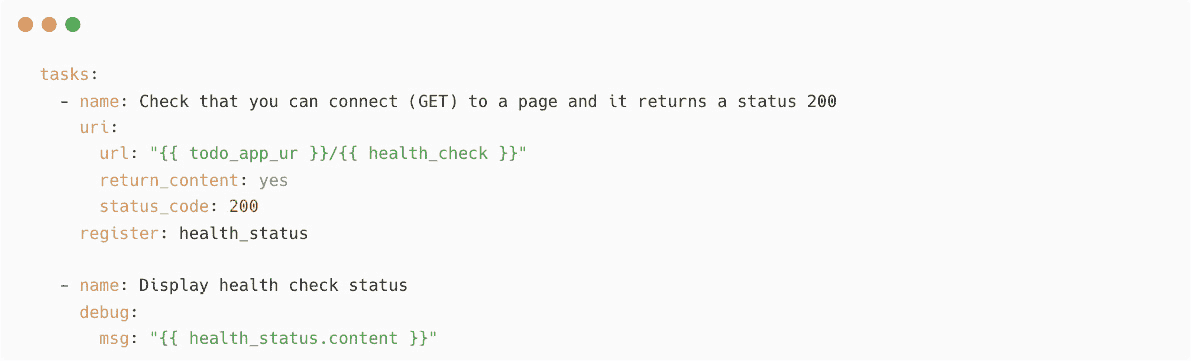 tasks:
  - name: Check that you can connect (GET) to a page and it returns a status 200
    uri:
      url: "{{ todo_app_ur }}/{{ health_check }}"
      return_content: yes
      status_code: 200
    register: health_status

  - name: Display health check status
    debug:
      msg: "{{ health_status.content }}"